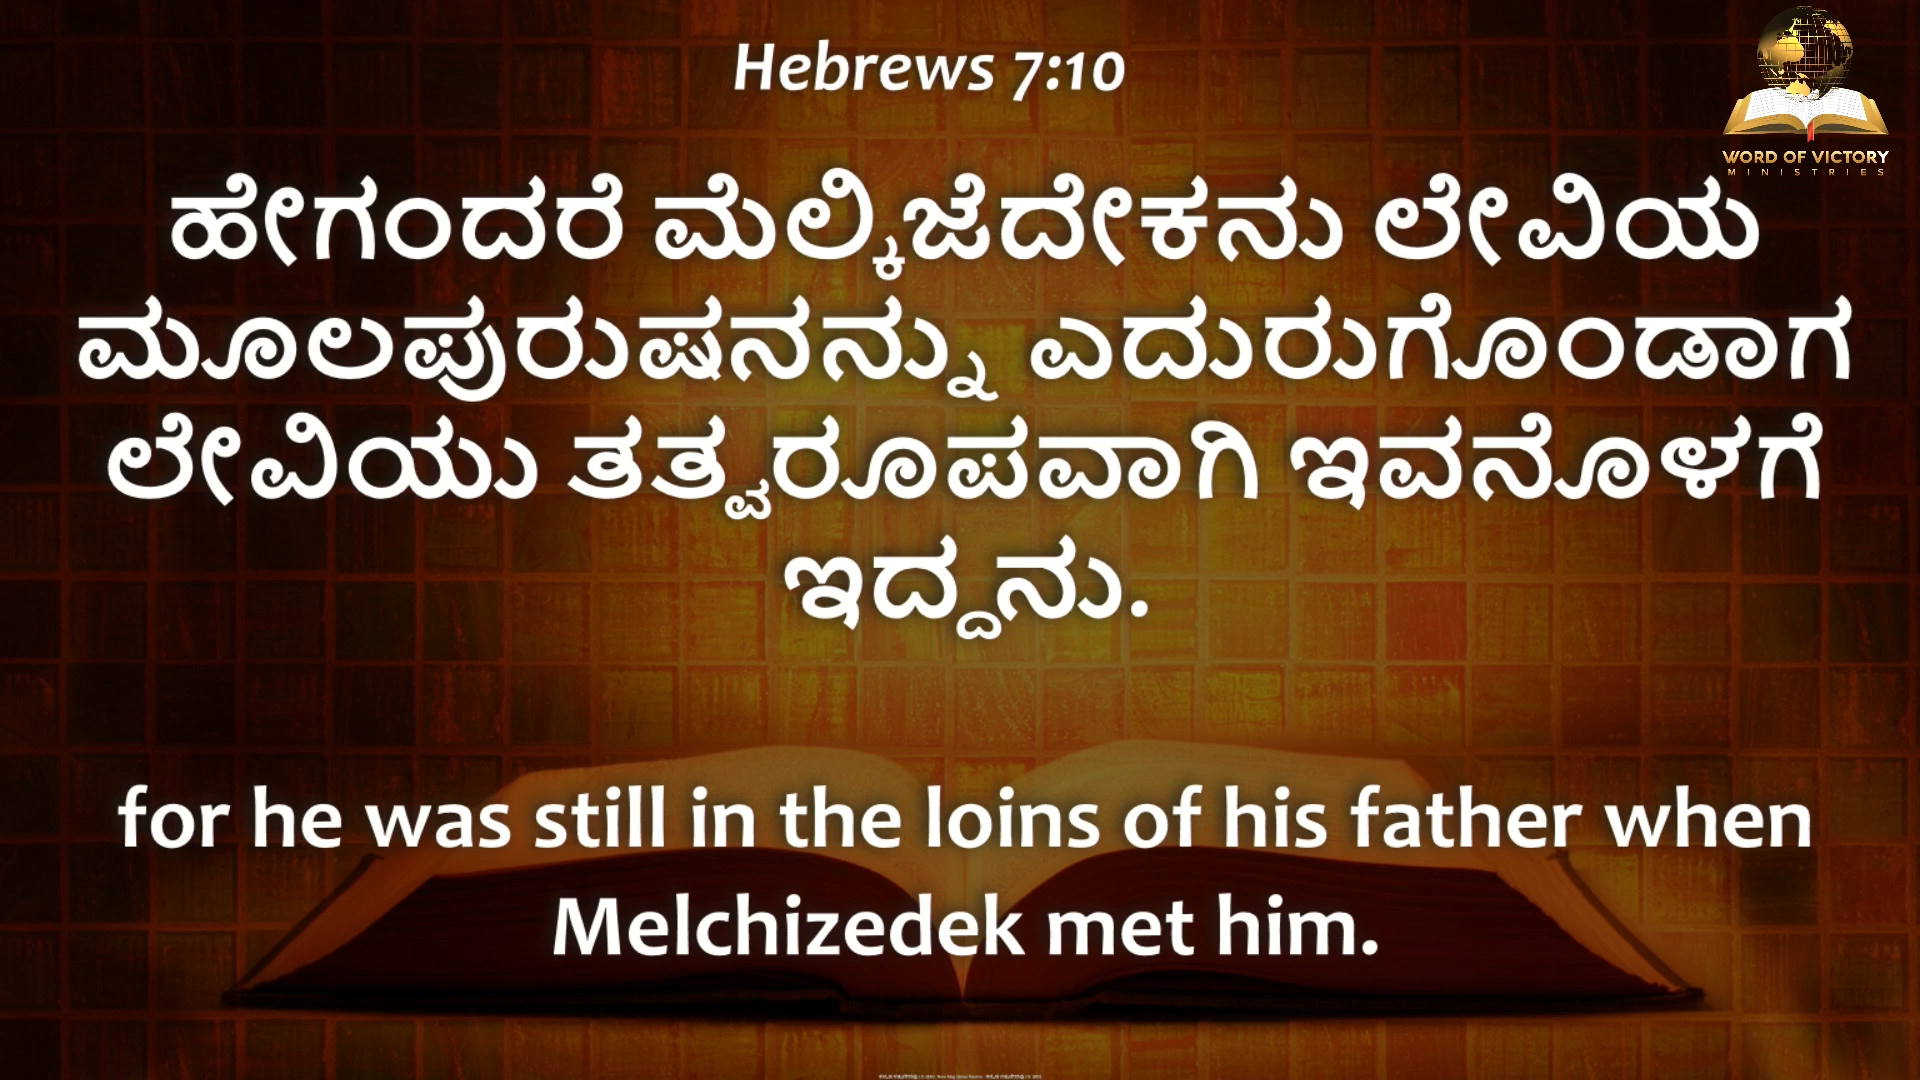 Hebrews 7:10
WORD OF VICTORY
MINISTRIES
ಹೇಗಂದರೆ ಮೆಲ್ಕಿಜೆದೇಕನು ಲೇವಿಯ
ಮೂಲಪುರುಷನನ್ನು ಎದುರುಗೊಂಡಾಗ
ಲೇವಿಯು ತತ್ವರೂಪವಾಗಿ ಇವನೊಳಗೆ
ಇದ್ದನು.
for he was still in the loins of his father when
Melchizedek met him.